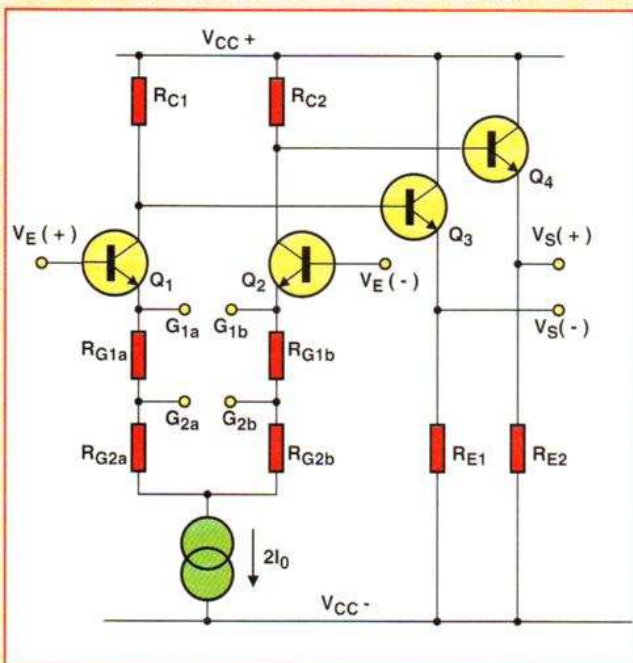 VCC +
RC1
RC2
Q4
VE (+)
Q3
VS(+)
Q1
Q2
VE (-)
VS(-)
G1a
G1b
RG1a
RG1b
G2a
G2b
RG2a
RG2b
RE1
RE2
2I0
VCC -